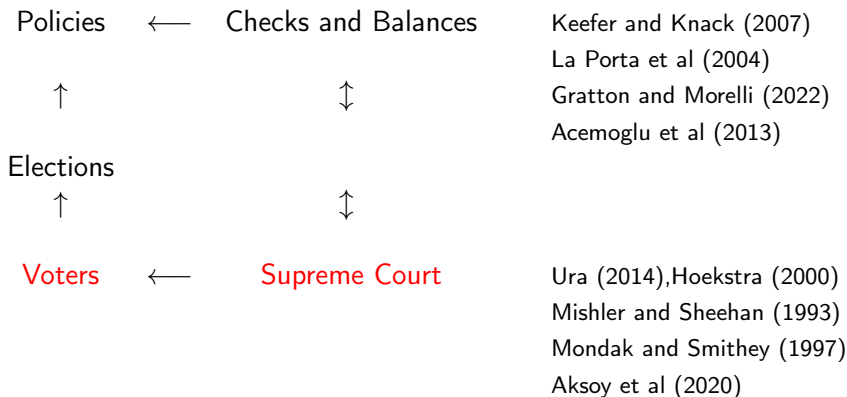 Policies ← Checks and Balances Keefer and Knack (2007)
La Porta et al (2004)
↑ ↕ Gratton and Morelli (2022)
Acemoglu et al (2013)
Elections
↑ ↕
Voters ← Supreme Court Ura (2014),Hoekstra (2000)
Mishler and Sheehan (1993)
Mondak and Smithey (1997)
Aksoy et al (2020)